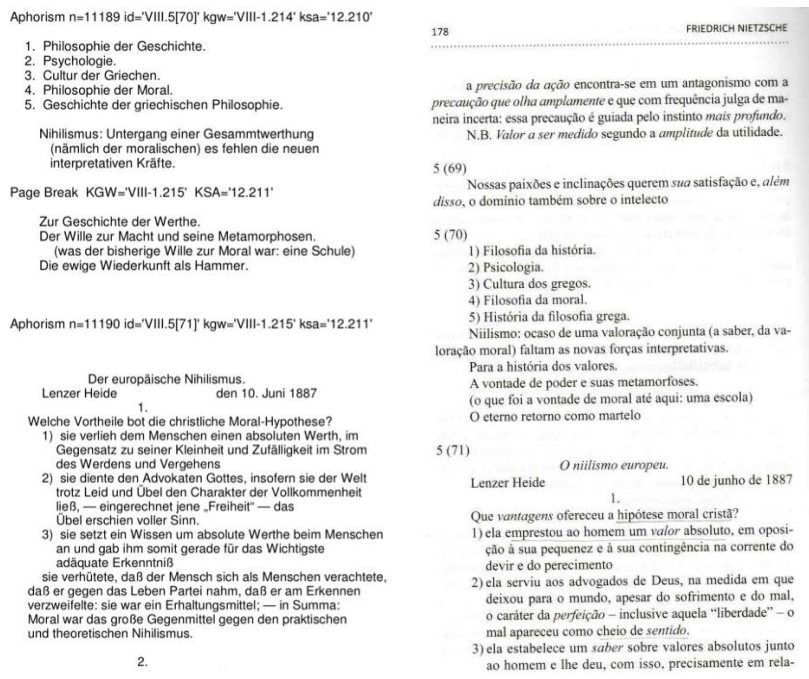 Aphorism n=11189 id='VIII.5[70]' kgw='VIII-1.214' ksa='12.210'
1. Philosophie der Geschichte.
2. Psychologie.
3. Cultur der Griechen.
4. Philosophie der Moral.
5. Geschichte der griechischen Philosophie.
Nihilismus: Untergang einer Gesammtwerthung
(nämlich der moralischen) es fehlen die neuen
interpretativen Kräfte.
Page Break KGW='VIII-1.215' KSA='12.211'
Zur Geschichte der Werthe.
Der Wille zur Macht und seine Metamorphosen.
(was der bisherige Wille zur Moral war: eine Schule)
Die ewige Wiederkunft als Hammer.
Aphorism n=11190 id='VIII.5[71]' kgw='VIII-1.215' ksa='12.211'
Der europäische Nihilismus.
Lenzer Heide den 10. Juni 1887
1.
Welche Vortheile bot die christliche Moral-Hypothese?
1) sie verlieh dem Menschen einen absoluten Werth, im
Gegensatz zu seiner Kleinheit und Zufälligkeit im Strom
des Werdens und Vergehens
2) sie diente den Advokaten Gottes, insofern sie der Welt
trotz Leid und Übel den Charakter der Vollkommenheit
ließ, — eingerechnet jene „Freiheit“ — das
Übel erschien voller Sinn.
3) sie setzt ein Wissen um absolute Werthe beim Menschen
an und gab ihm somit gerade für das Wichtigste
adäquate Erkenntniß
sie verhütete, daß der Mensch sich als Menschen verachtete,
daß er gegen das Leben Partei nahm, daß er am Erkennen
verzweifelte: sie war ein Erhaltungsmittel; — in Summa:
Moral war das große Gegenmittel gegen den praktischen
und theoretischen Nihilismus.
2.
178 FRIEDRICH NIETZSCHE
a precisão da ação encontra-se em um antagonismo com a
precaução que olha amplamente e que com frequência julga de ma-
neira incerta: essa precaução é guiada pelo instinto mais profundo.
N.B. Valor a ser medido segundo a amplitude da utilidade.
5 (69)
Nossas paixões e inclinações querem sua satisfação e, além
disso, o domínio também sobre o intelecto
5 (70)
1) Filosofia da história.
2) Psicologia.
3) Cultura dos gregos.
4) Filosofia da moral.
5) História da filosofia grega.
Niilismo: ocaso de uma valoração conjunta (a saber, da va-
loração moral) faltam as novas forças interpretativas.
Para a história dos valores.
A vontade de poder e suas metamorfoses.
(o que foi a vontade de moral até aqui: uma escola)
O eterno retorno como martelo
5 (71)
O niilismo europeu.
Lenzer Heide 10 de junho de 1887
1.
Que vantagens ofereceu a hipótese moral cristã?
1) ela emprestou ao homem um valor absoluto, em oposi-
ção à sua pequenez e à sua contingência na corrente do
devir e do perecimento
2) ela serviu aos advogados de Deus, na medida em que
deixou para o mundo, apesar do sofrimento e do mal,
o caráter da perfeição – inclusive aquela “liberdade” – o
mal apareceu como cheio de sentido.
3) ela estabelece um saber sobre valores absolutos junto
ao homem e lhe deu, com isso, precisamente em rela-